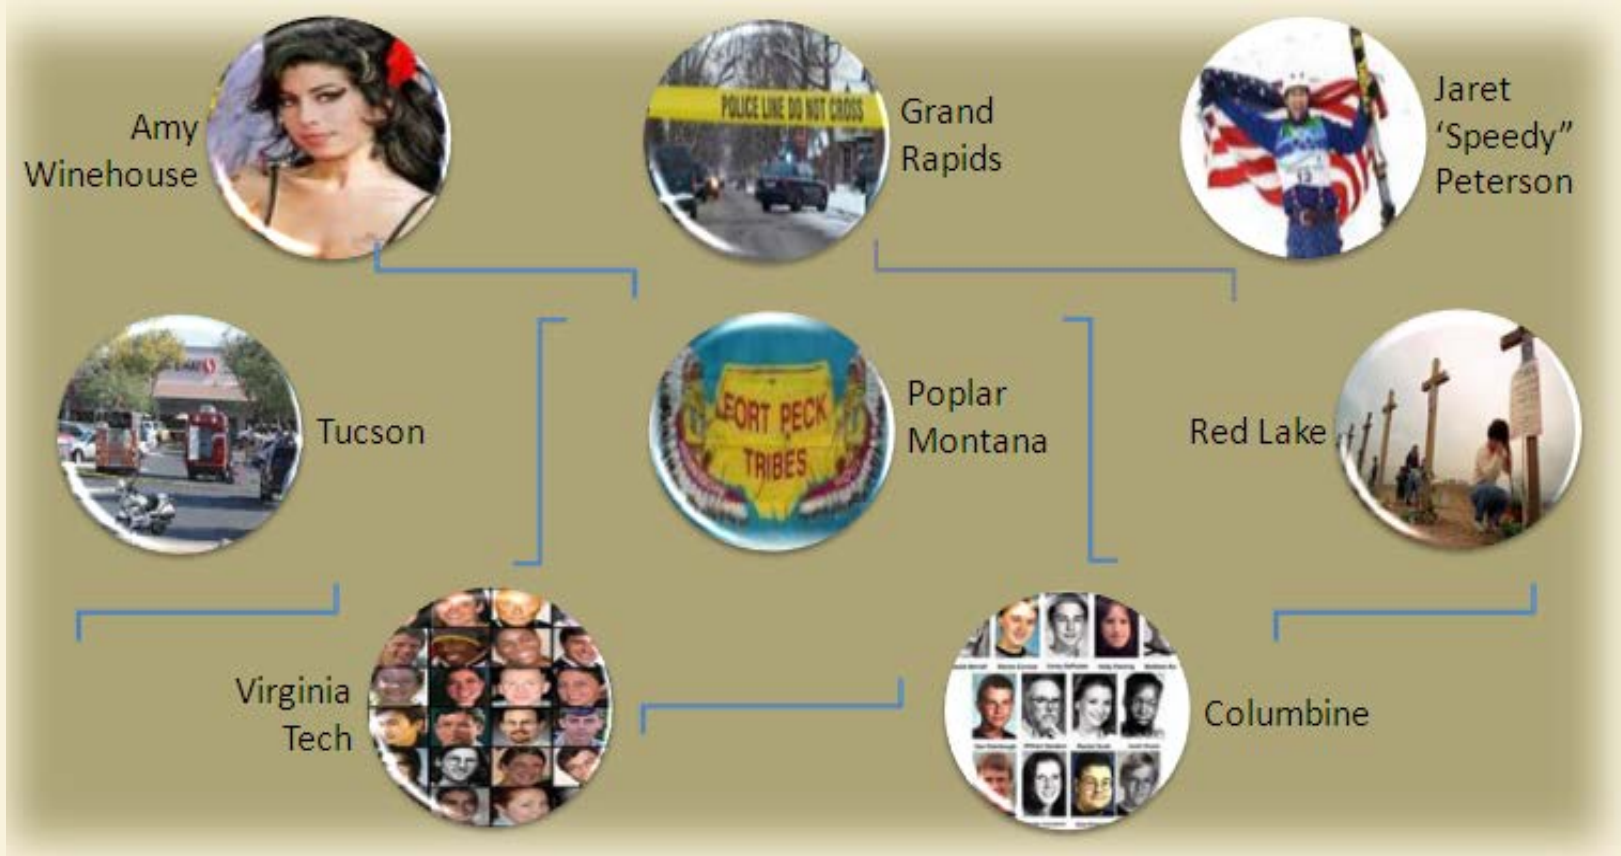 Amy
Winehouse
POLICE LINE DO NOT CROSS
Grand
Rapids
Jaret
‘Speedy”
Peterson
Tucson
FORT PECK
TRIBES
Poplar
Montana
Red Lake
Virginia
Tech
Columbine